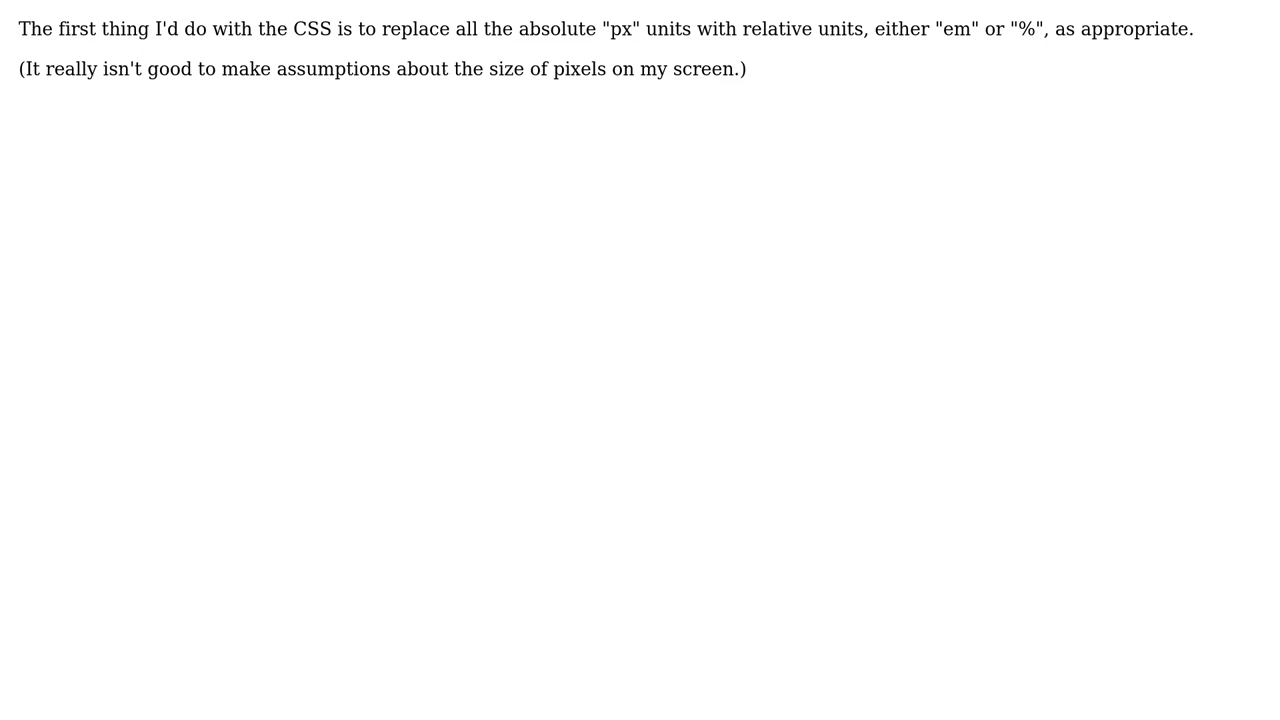 The first thing I'd do with the CSS is to replace all the absolute "px" units with relative units, either "em" or "%", as appropriate.
(It really isn't good to make assumptions about the size of pixels on my screen.)